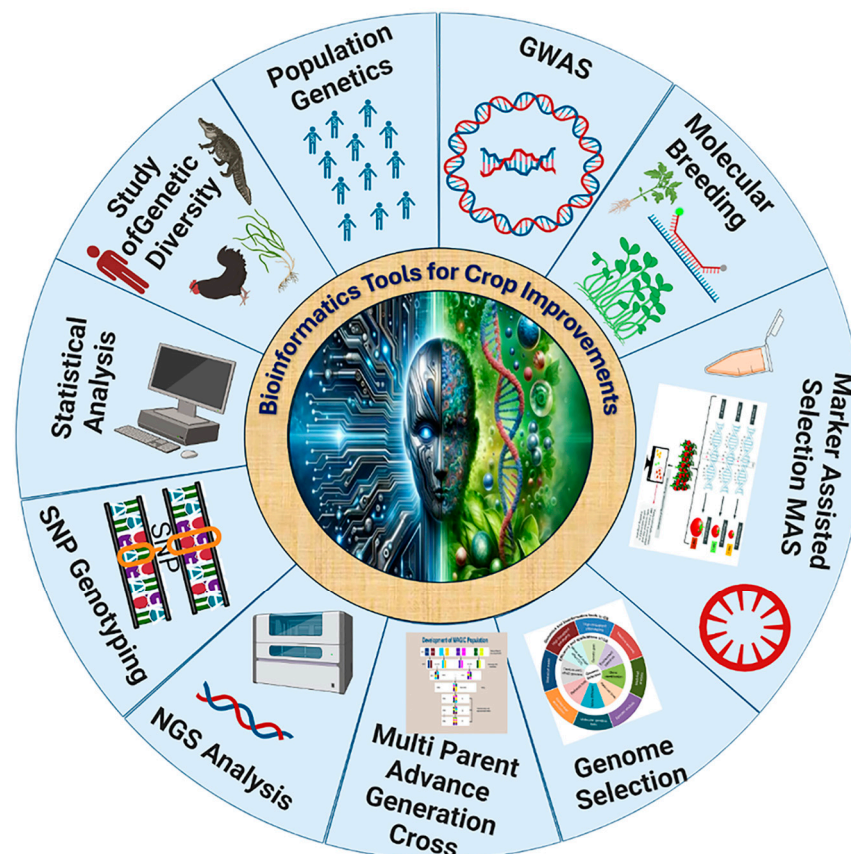 Population
Genetics
GWAS
Molecular
Breeding
Marker Assisted
Selection MAS
Genome
Selection
Multi Parent
Advance
Generation
Cross
NGS Analysis
SNP Genotyping
SNP
Statistical
Analysis
Study
ofGenetic
Diversity
Bioinformatics Tools for Crop Improvements
Development of MAGIC Population